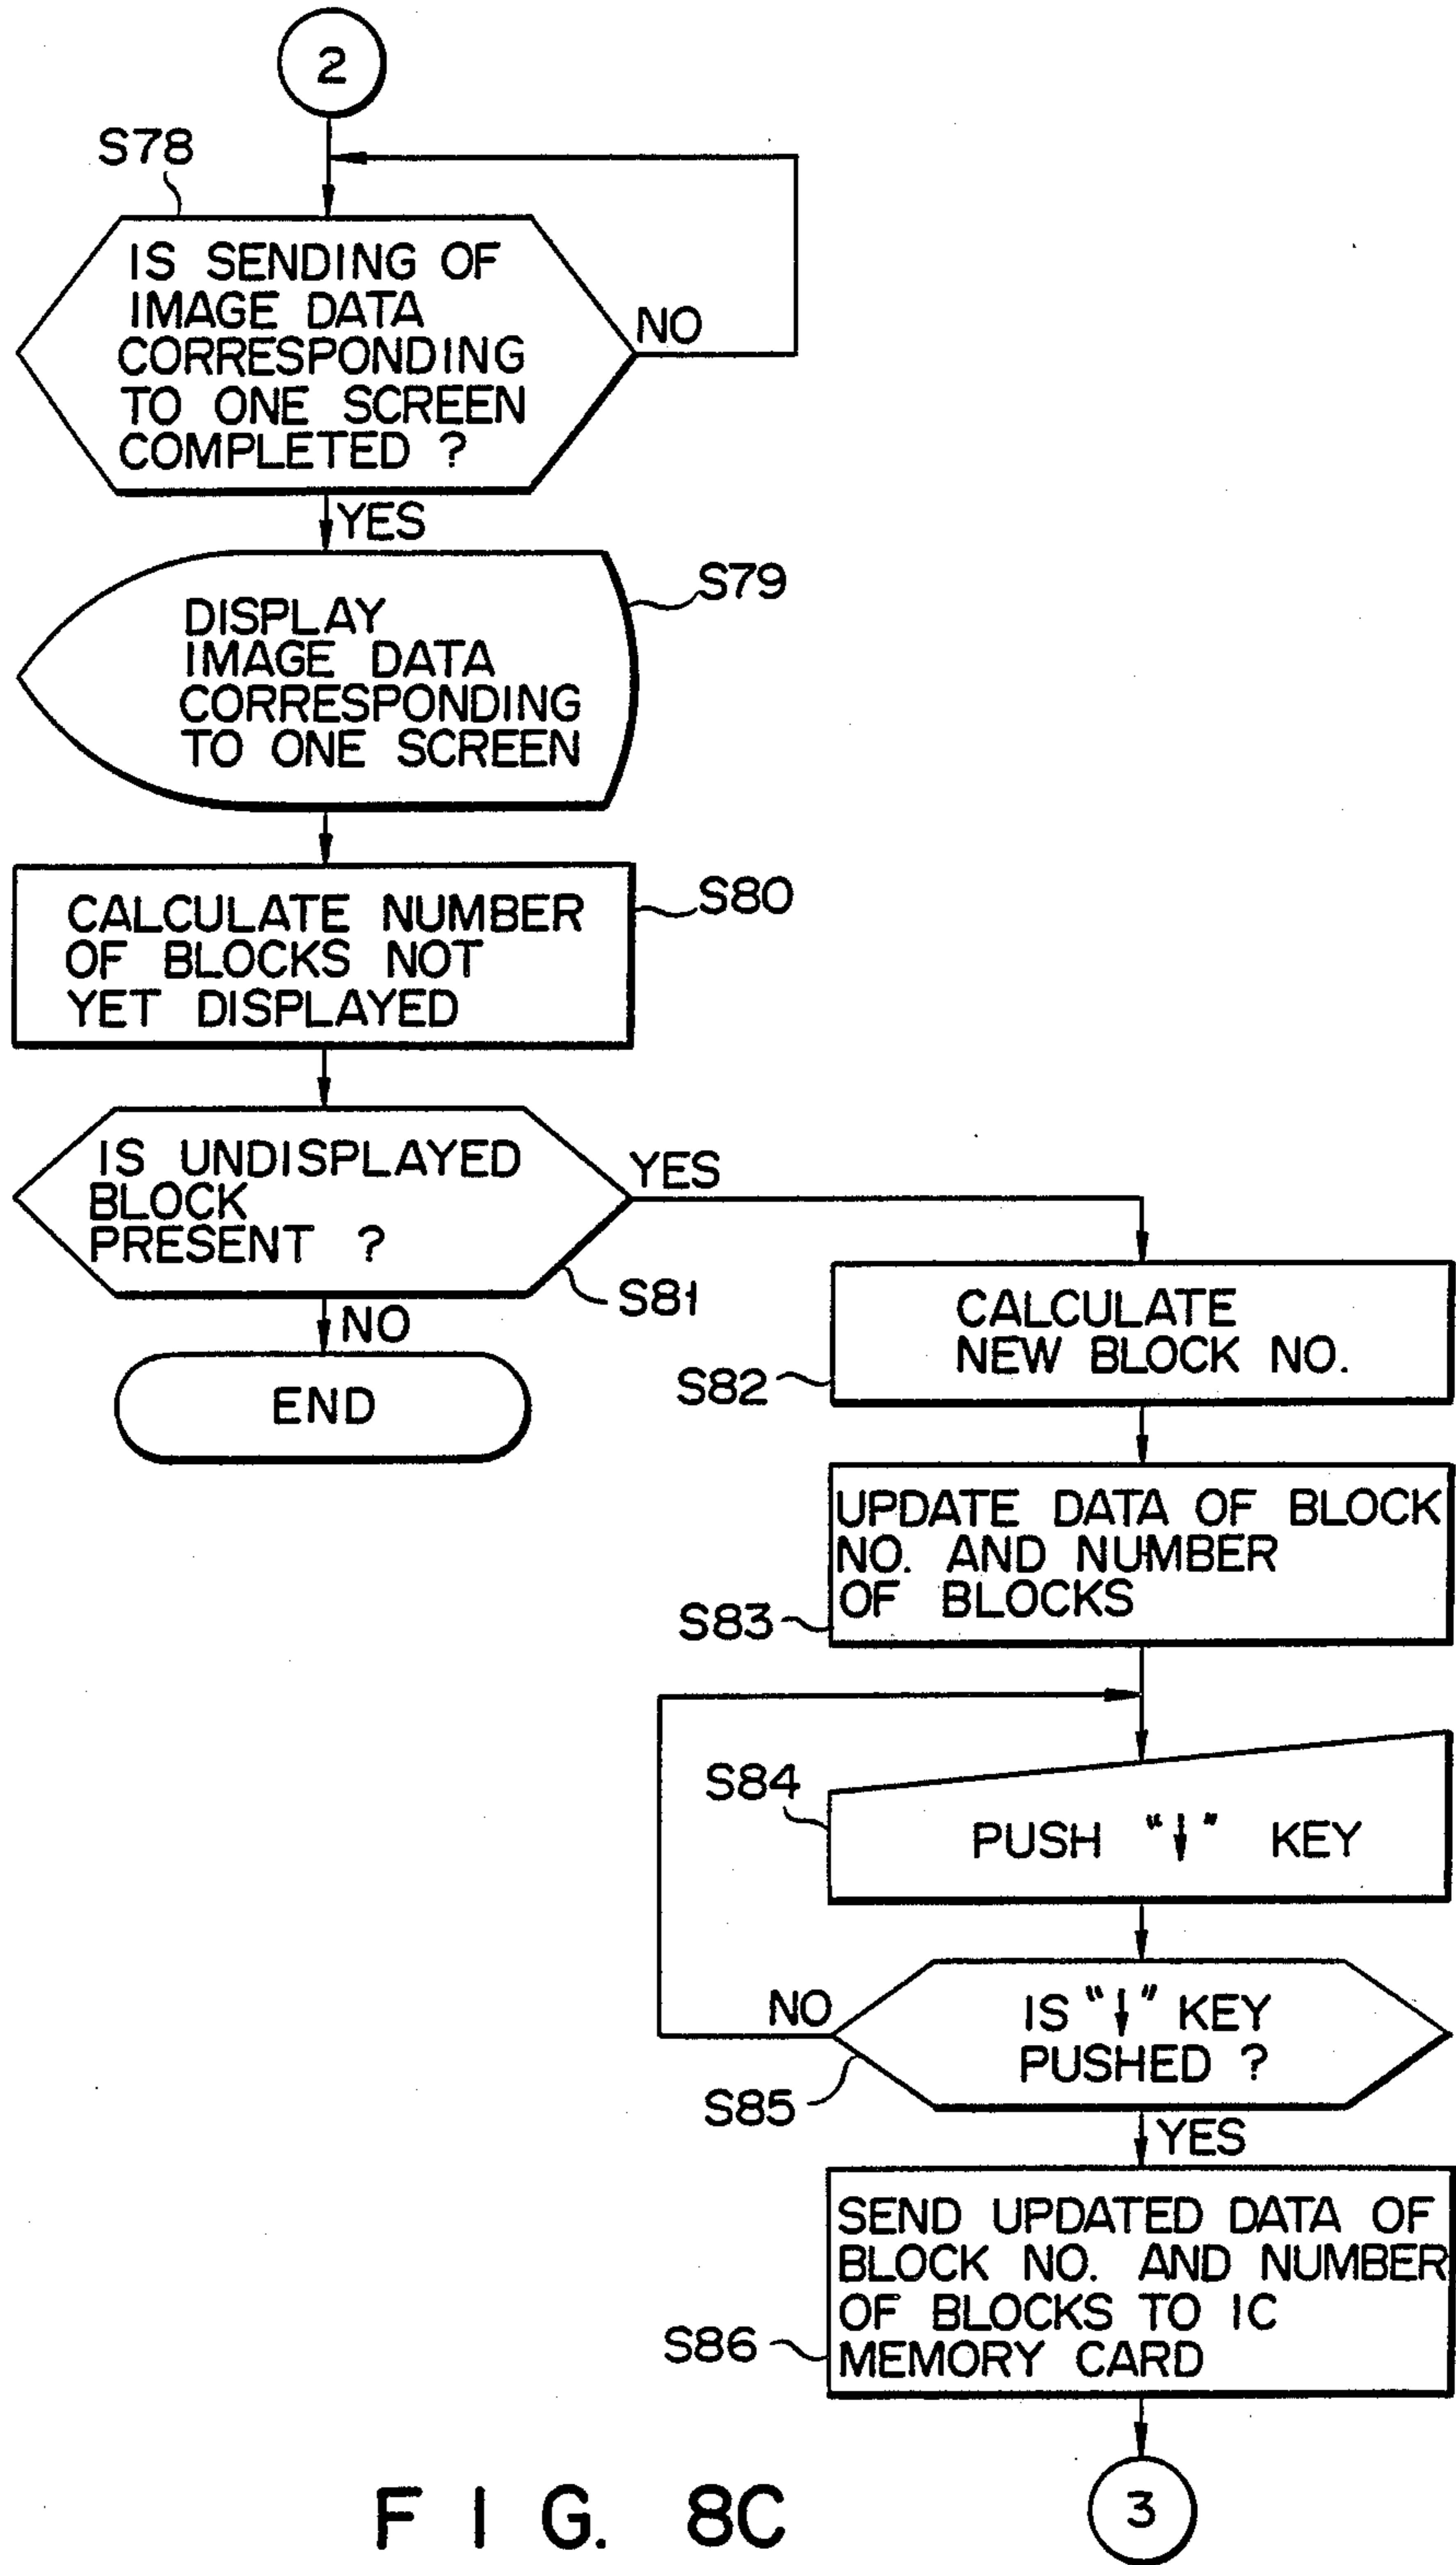 2
S78
IS SENDING OF
IMAGE DATA
CORRESPONDING
TO ONE SCREEN
COMPLETED ?
NO
YES
S79
DISPLAY
IMAGE DATA
CORRESPONDING
TO ONE SCREEN
S80
CALCULATE NUMBER
OF BLOCKS NOT
YET DISPLAYED
IS UNDISPLAYED
BLOCK
PRESENT ?
YES
S81
NO
END
CALCULATE
NEW BLOCK NO.
S82
UPDATE DATA OF BLOCK
NO. AND NUMBER
OF BLOCKS
S83
S84
PUSH "↓" KEY
NO
IS "↓" KEY
PUSHED ?
S85
YES
SEND UPDATED DATA OF
BLOCK NO. AND NUMBER
OF BLOCKS TO IC
MEMORY CARD
S86
3
FIG. 8C